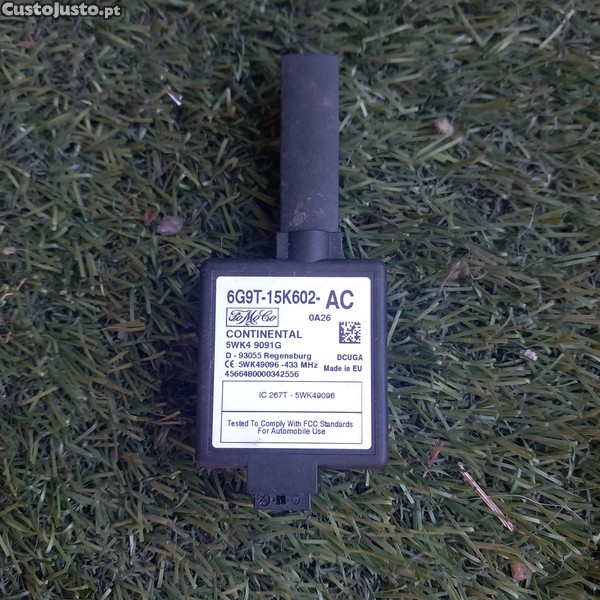 CustoJusto.pt
6G9T-15K602- AC
FoMoCo 0A26
CONTINENTAL
5WK4 9091G
D - 93055 Regensburg DCUGA
CE 5WK49096 -433 MHz Made in EU
4566480000342556
IC 267T - 5WK49096
Tested To Comply With FCC Standards
For Automobile Use